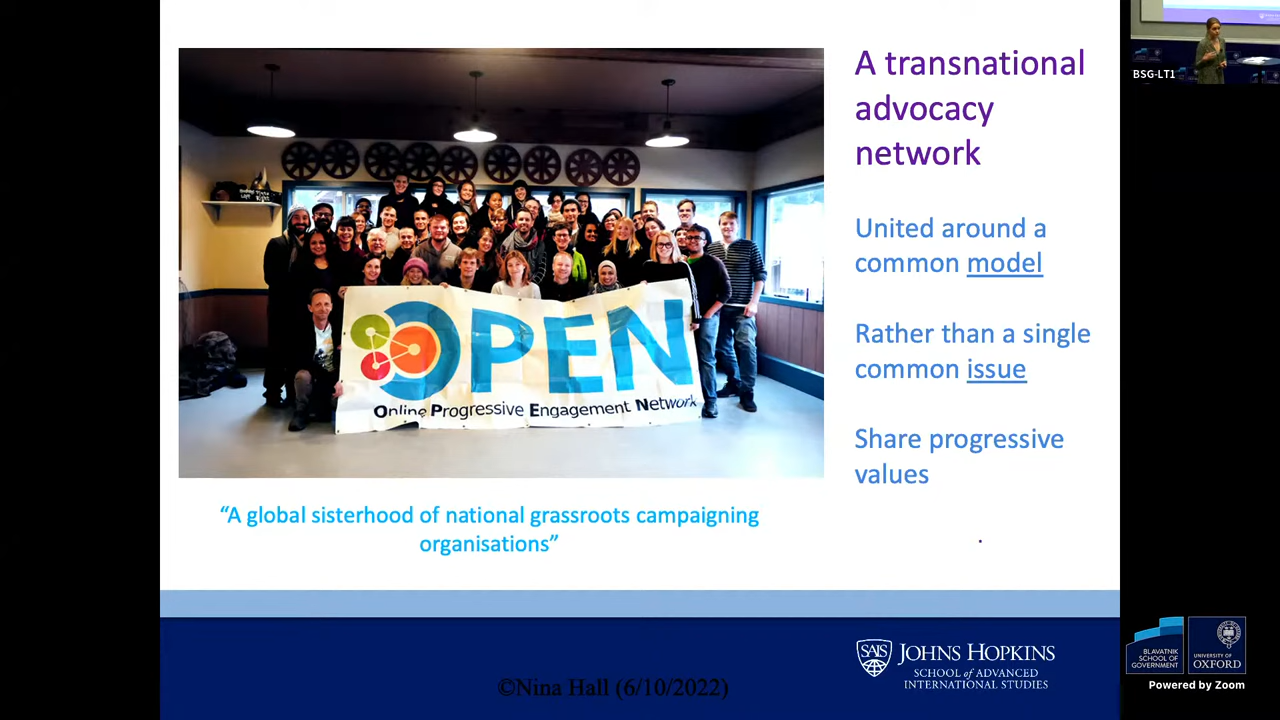 A transnational
advocacy
network
United around a
common model
Rather than a single
common issue
Share progressive
values
OPEN
Online Progressive Engagement Network
“A global sisterhood of national grassroots campaigning
organisations”
.
©Nina Hall (6/10/2022)
SAIS
JOHNS HOPKINS
SCHOOL of ADVANCED
INTERNATIONAL STUDIES
BSG-LT1
BLAVATNIK
SCHOOL OF
GOVERNMENT
UNIVERSITY OF
OXFORD
Powered by Zoom